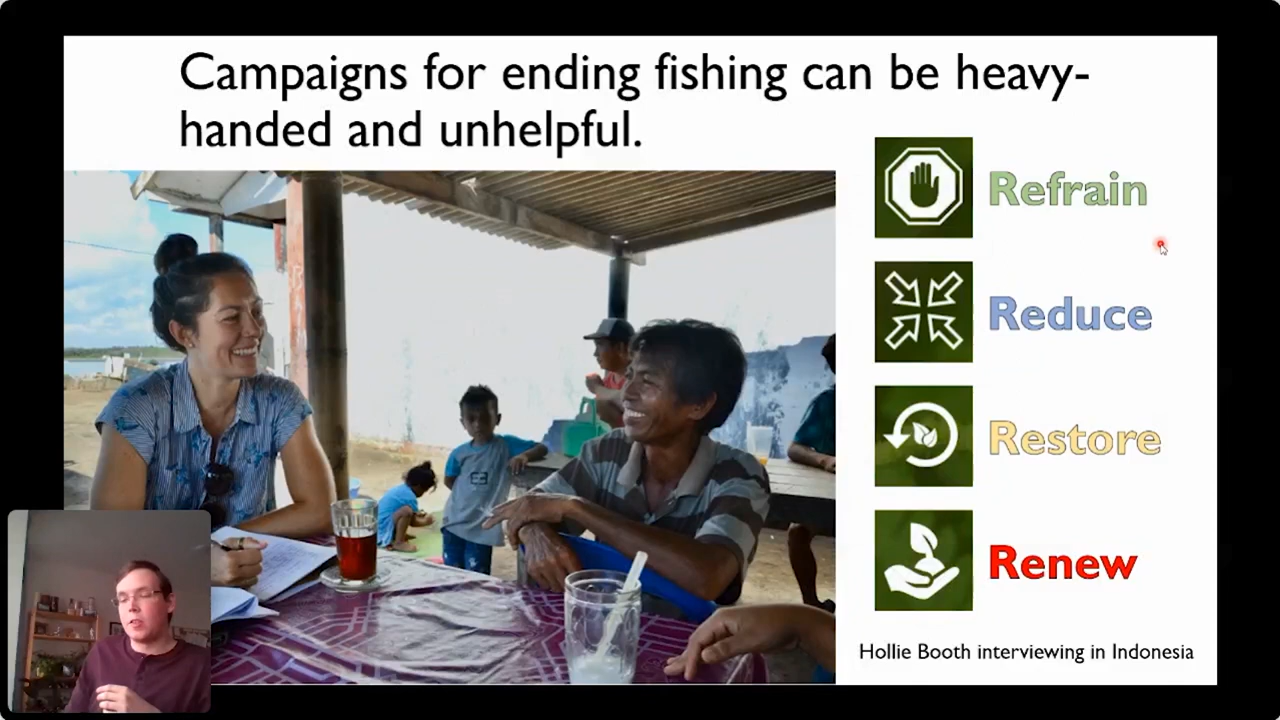 Campaigns for ending fishing can be heavy-
handed and unhelpful.
Refrain
Reduce
Restore
Renew
Hollie Booth interviewing in Indonesia